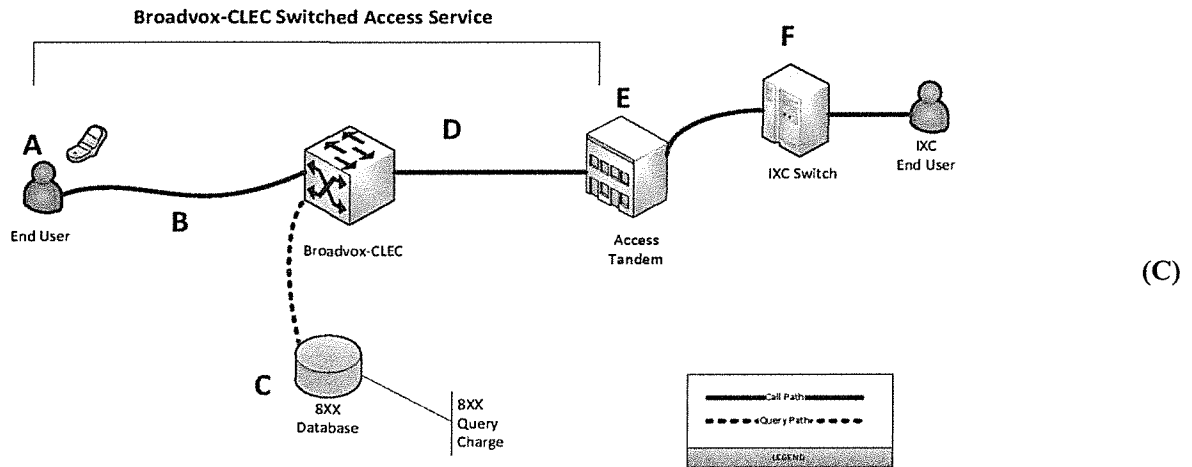 Broadvox-CLEC Switched Access Service
F
E
D
A
IXC
End User
IXC Switch
B
End User
Broadvox-CLEC
Access
Tandem
(C)
C
8XX
Database
8XX
Query
Charge
Call Path
Query Path
LEGEND